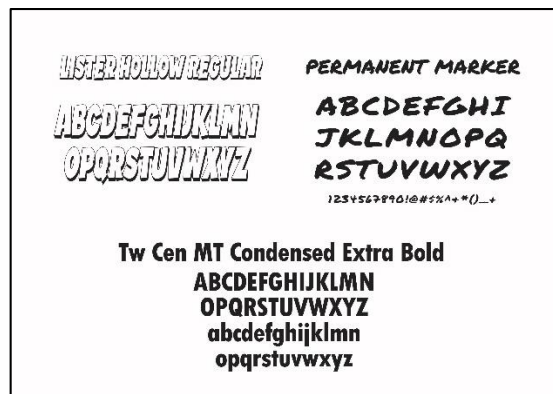 LISTER HOLLOW REGULAR
ABCDEFGHIJKLMN
OPQRSTUVWXYZ
PERMANENT MARKER
ABCDEFGHI
JKLMNOPQ
RSTUVWXYZ
1234567890!@#$%^+*()_+
Tw Cen MT Condensed Extra Bold
ABCDEFGHIJKLMN
OPQRSTUVWXYZ
abcdefghijklmn
opqrstuvwxyz